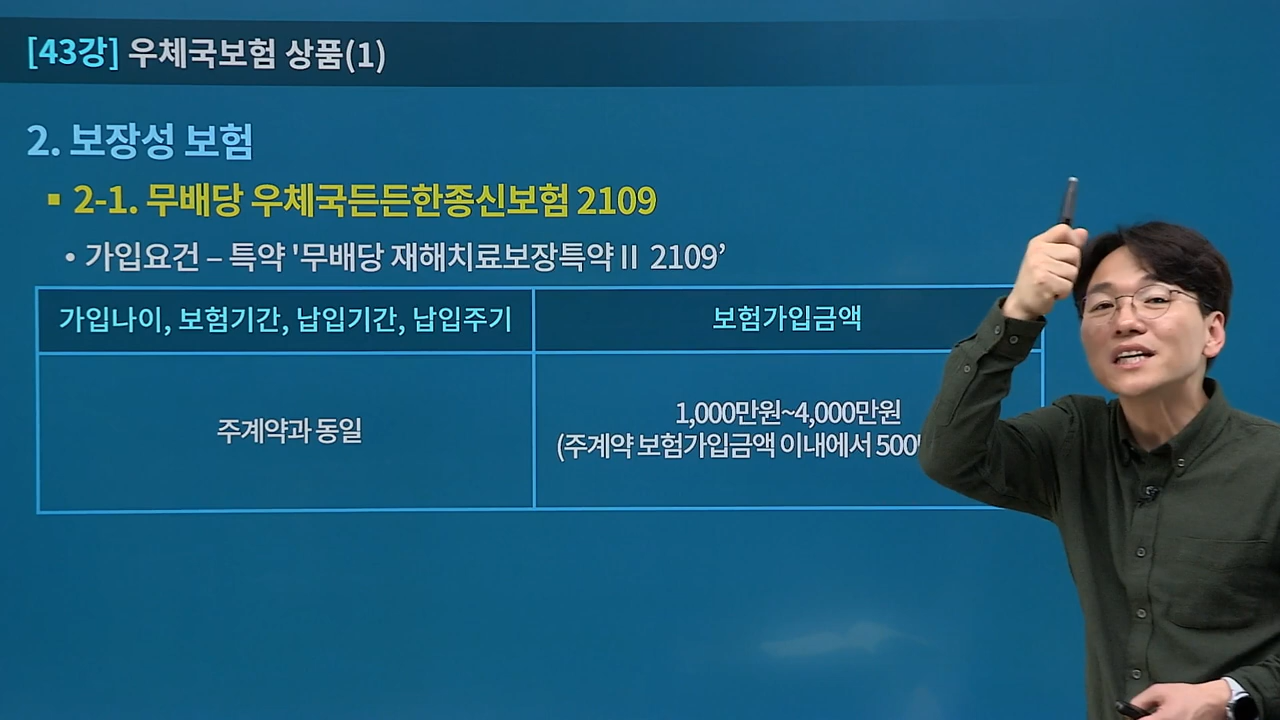 [43강] 우체국보험 상품(1)
2. 보장성 보험
▪ 2-1. 무배당 우체국든든한종신보험 2109
• 가입요건 – 특약 '무배당 재해치료보장특약Ⅱ 2109’
가입나이, 보험기간, 납입기간, 납입주기
보험가입금액
주계약과 동일
1,000만원~4,000만원
(주계약 보험가입금액 이내에서 500